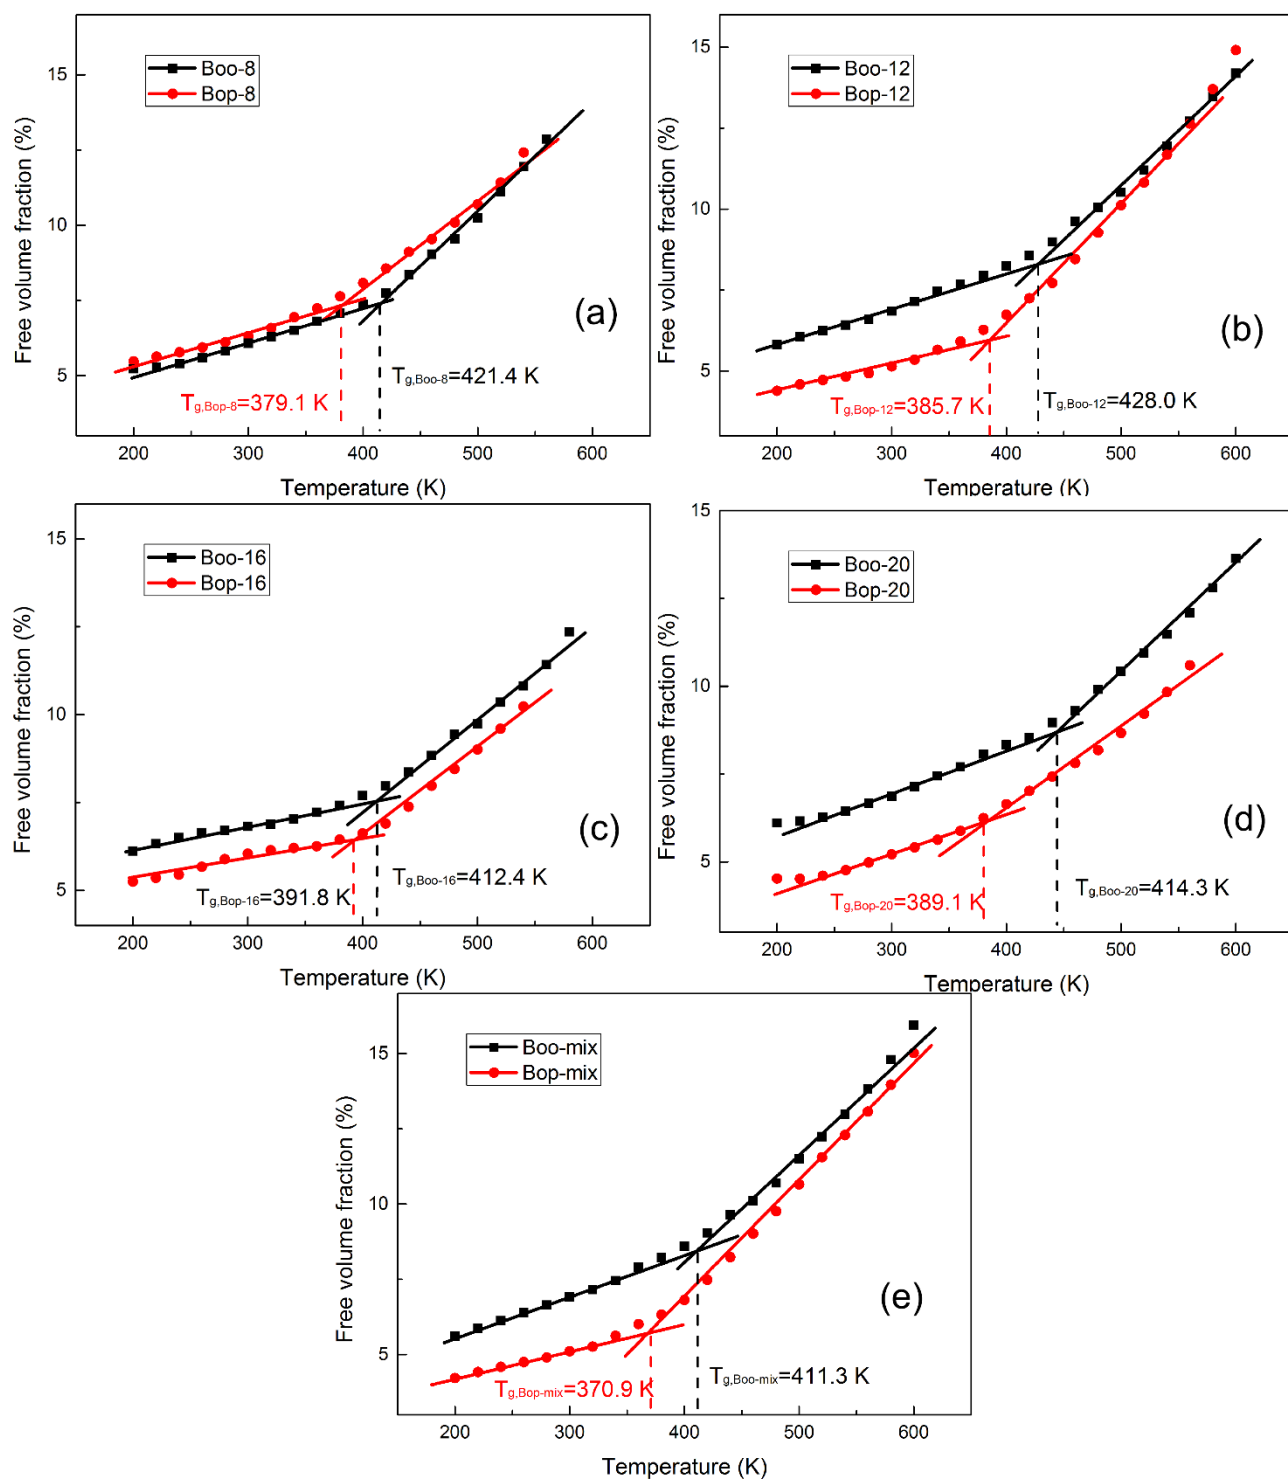 Boo-8
Bop-8
15
10
5
Free volume fraction (%)
(a)
Tg,Boo-8=421.4 K
Tg,Bop-8=379.1 K
200 300 400 500 600
Temperature (K)
Boo-12
Bop-12
15
10
5
Free volume fraction (%)
(b)
Tg,Bop-12=385.7 K
Tg,Boo-12=428.0 K
200 300 400 500 600
Temperature (K)
Boo-16
Bop-16
15
10
5
Free volume fraction (%)
(c)
Tg,Boo-16=412.4 K
Tg,Bop-16=391.8 K
200 300 400 500 600
Temperature (K)
Boo-20
Bop-20
15
10
5
Free volume fraction (%)
(d)
Tg,Boo-20=414.3 K
Tg,Bop-20=389.1 K
200 300 400 500 600
Temperature (K)
Boo-mix
Bop-mix
15
10
5
Free volume fraction (%)
(e)
Tg,Boo-mix=411.3 K
Tg,Bop-mix=370.9 K
200 300 400 500 600
Temperature (K)